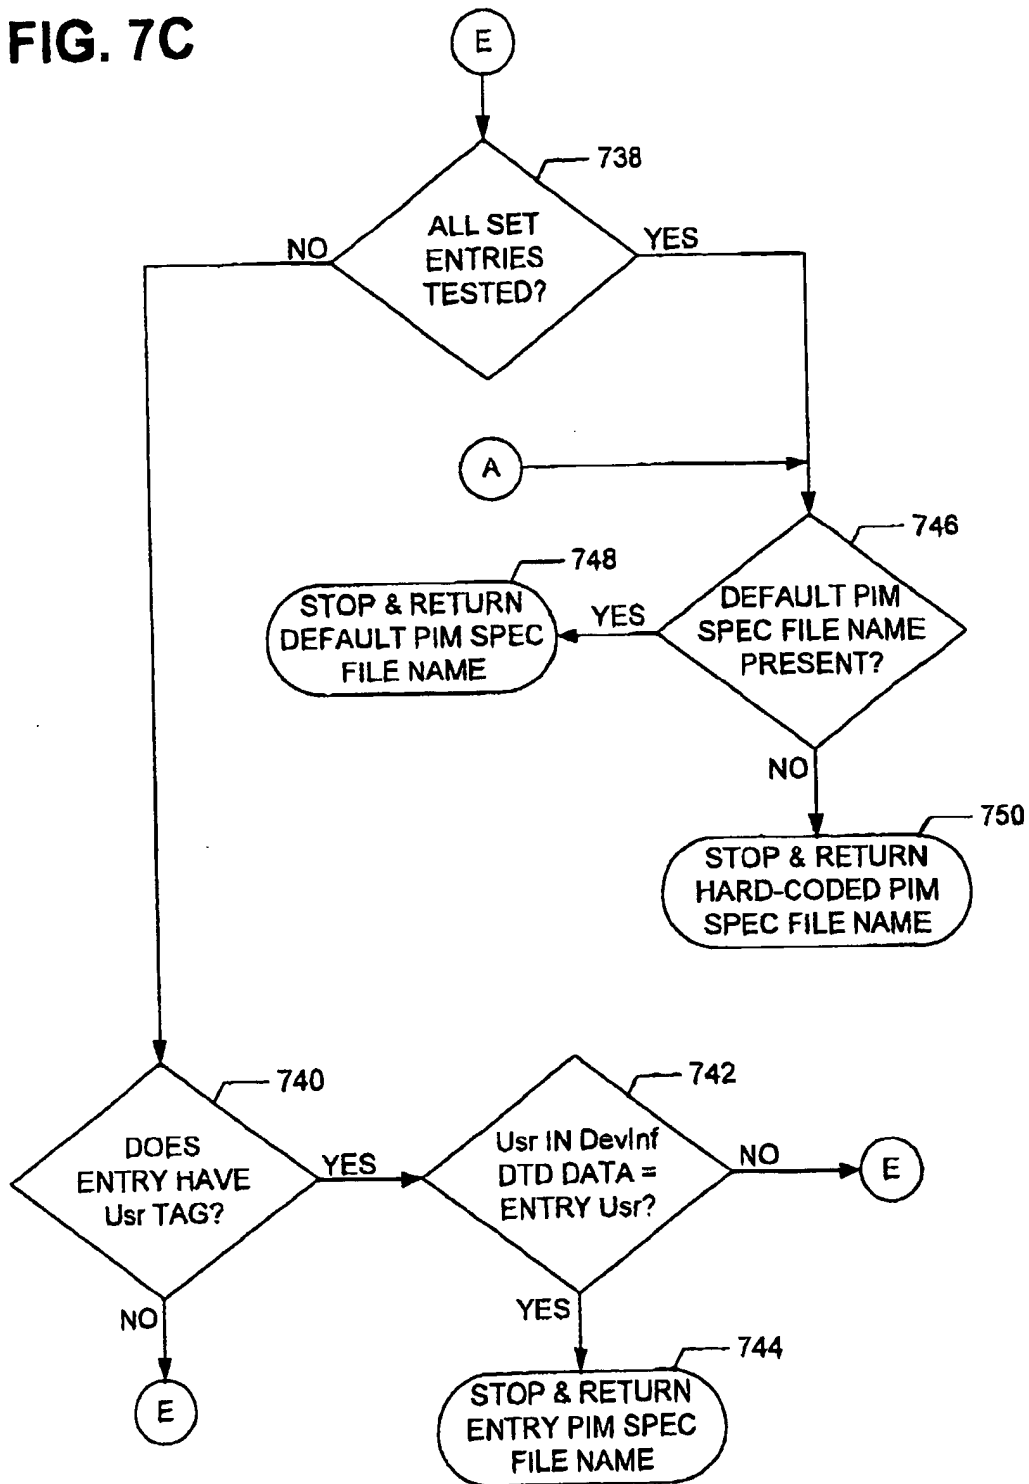 FIG. 7C
E
738
ALL SET
ENTRIES
TESTED?
NO
YES
A
746
DEFAULT PIM
SPEC FILE NAME
PRESENT?
YES
748
STOP & RETURN
DEFAULT PIM SPEC
FILE NAME
NO
750
STOP & RETURN
HARD-CODED PIM
SPEC FILE NAME
740
DOES
ENTRY HAVE
Usr TAG?
YES
742
Usr IN DevInf
DTD DATA =
ENTRY Usr?
NO
E
NO
E
YES
744
STOP & RETURN
ENTRY PIM SPEC
FILE NAME